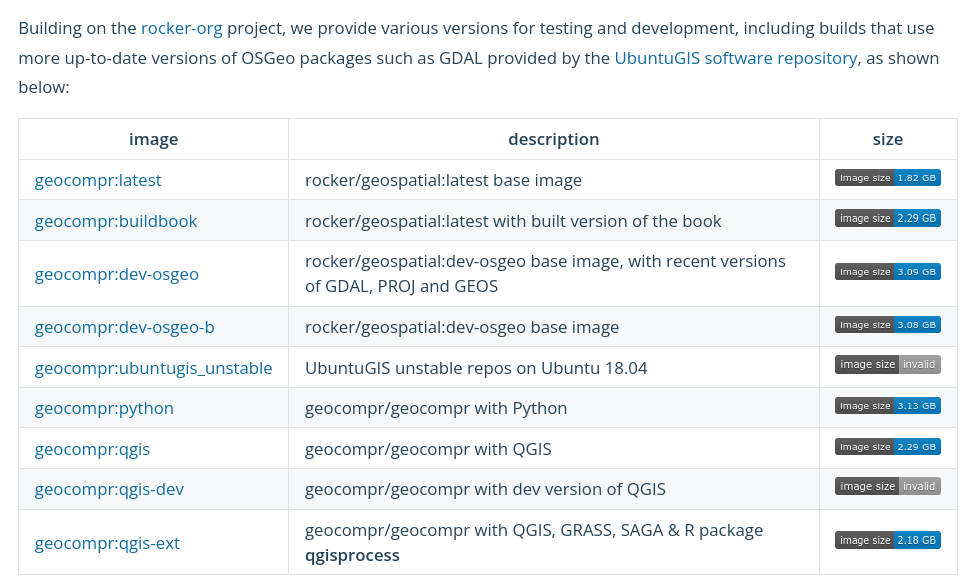 Building on the rocker-org project, we provide various versions for testing and development, including builds that use
more up-to-date versions of OSGeo packages such as GDAL provided by the UbuntuGIS software repository, as shown
below:
image description size
geocompr:latest rocker/geospatial:latest base image image size 1.82 GB
geocompr:buildbook rocker/geospatial:latest with built version of the book image size 2.29 GB
geocompr:dev-osgeo rocker/geospatial:dev-osgeo base image, with recent versions
of GDAL, PROJ and GEOS image size 3.09 GB
geocompr:dev-osgeo-b rocker/geospatial:dev-osgeo base image image size 3.08 GB
geocompr:ubuntugis_unstable UbuntuGIS unstable repos on Ubuntu 18.04 image size invalid
geocompr:python geocompr/geocompr with Python image size 3.13 GB
geocompr:qgis geocompr/geocompr with QGIS image size 2.29 GB
geocompr:qgis-dev geocompr/geocompr with dev version of QGIS image size invalid
geocompr:qgis-ext geocompr/geocompr with QGIS, GRASS, SAGA & R package
qgisprocess image size 2.18 GB